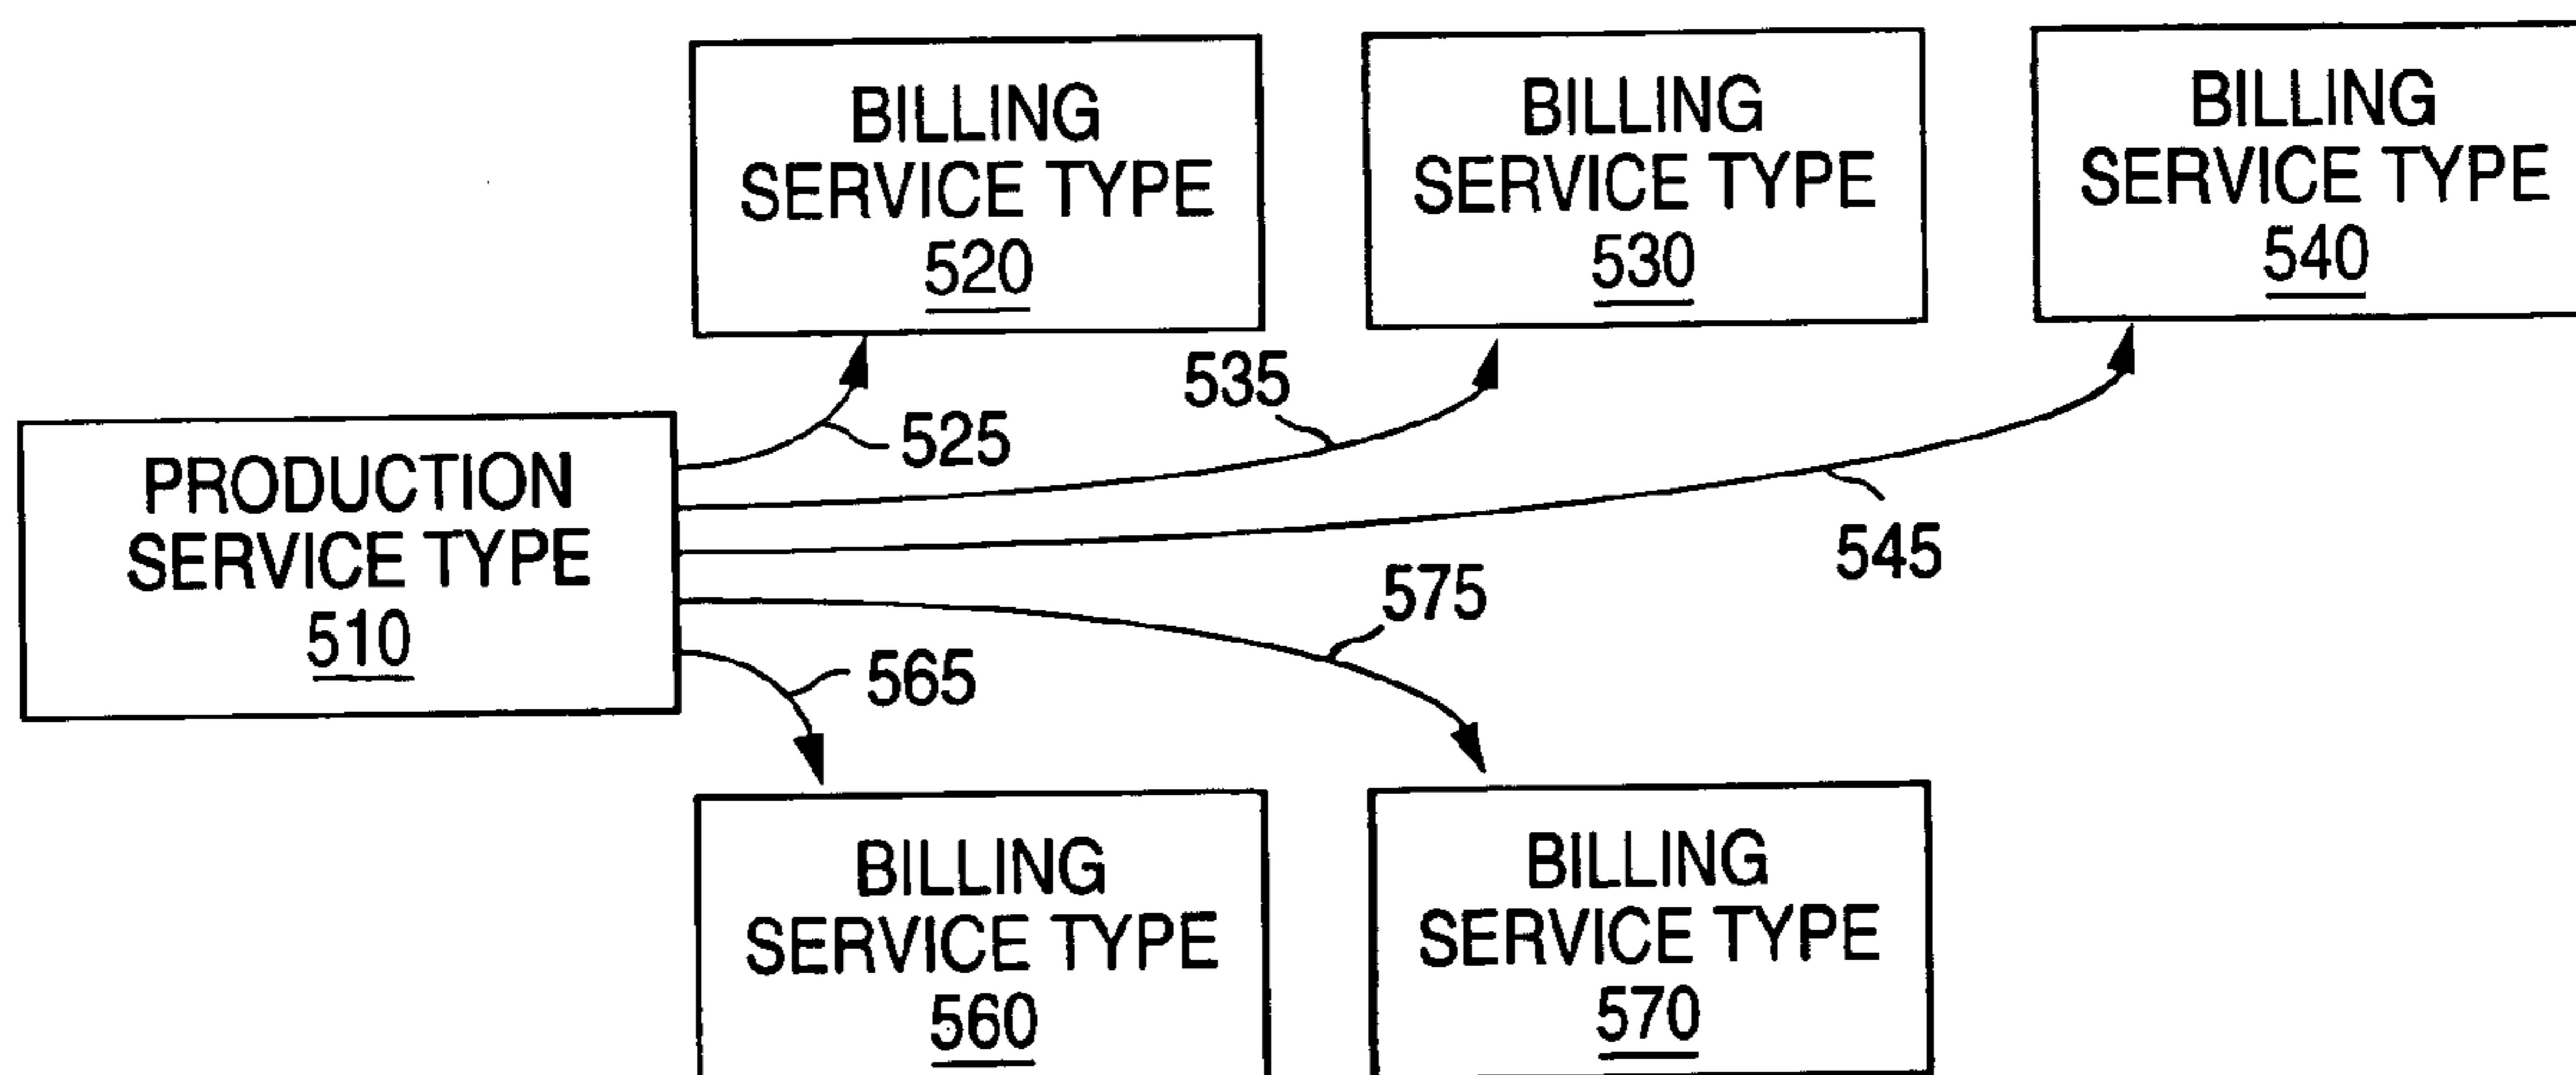 BILLING
SERVICE TYPE
520
BILLING
SERVICE TYPE
530
BILLING
SERVICE TYPE
540
535
525
PRODUCTION
SERVICE TYPE
510
545
575
565
BILLING
SERVICE TYPE
560
BILLING
SERVICE TYPE
570